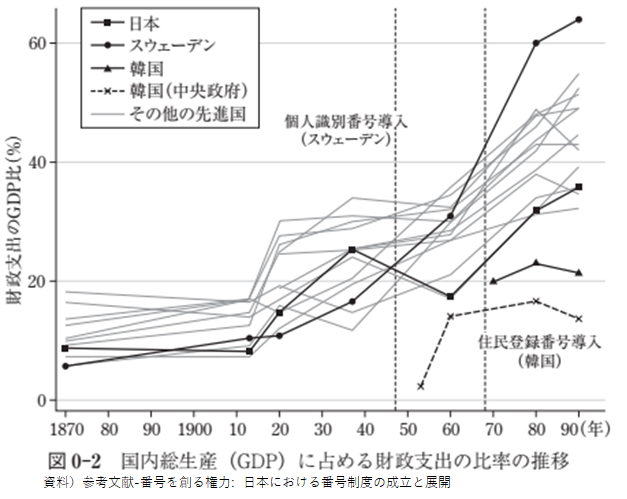 日本
スウェーデン
韓国
韓国(中央政府)
その他の先進国
個人識別番号導入
(スウェーデン)
住民登録番号導入
(韓国)
財政支出のGDP比(%)
60
40
20
0
1870 80 90 1900 10 20 30 40 50 60 70 80 90(年)
図 0-2 国内総生産（GDP）に占める財政支出の比率の推移
資料）参考文献-番号を創る権力: 日本における番号制度の成立と展開